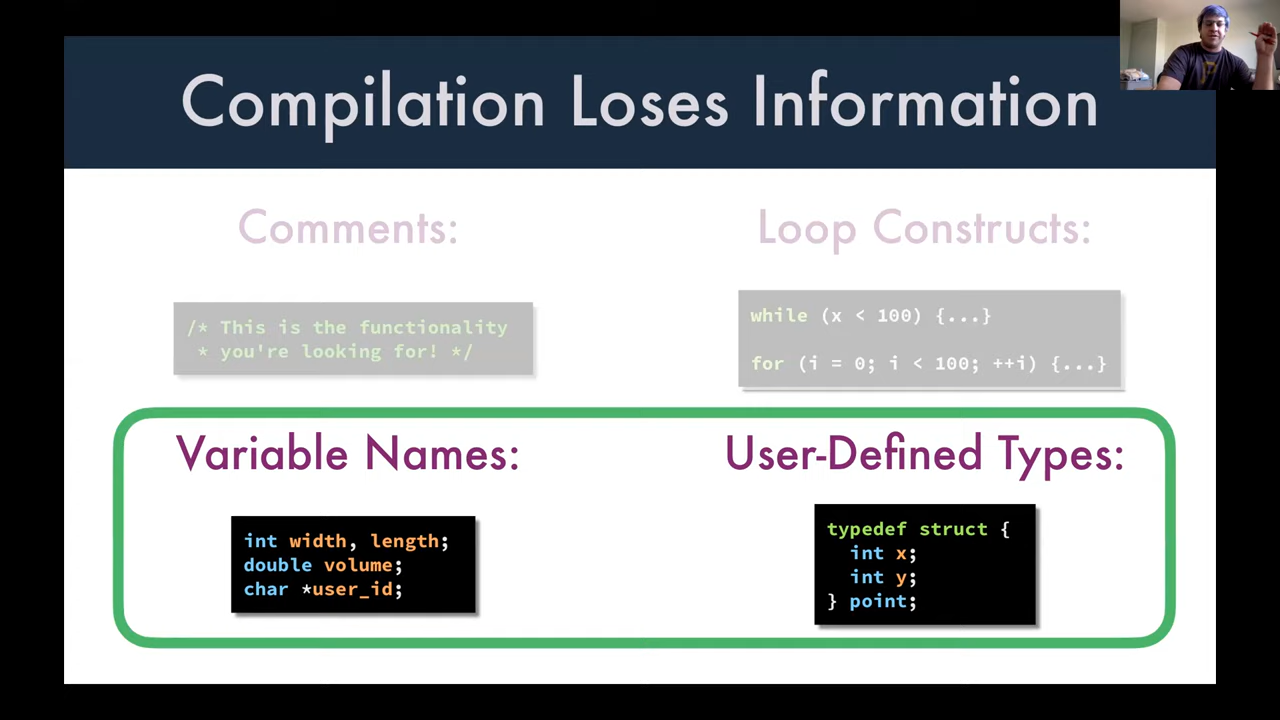 Compilation Loses Information
Comments:
/* This is the functionality
* you're looking for! */
Loop Constructs:
while (x < 100) {...}
for (i = 0; i < 100; ++i) {...}
Variable Names:
int width, length;
double volume;
char *user_id;
User-Defined Types:
typedef struct {
int x;
int y;
} point;